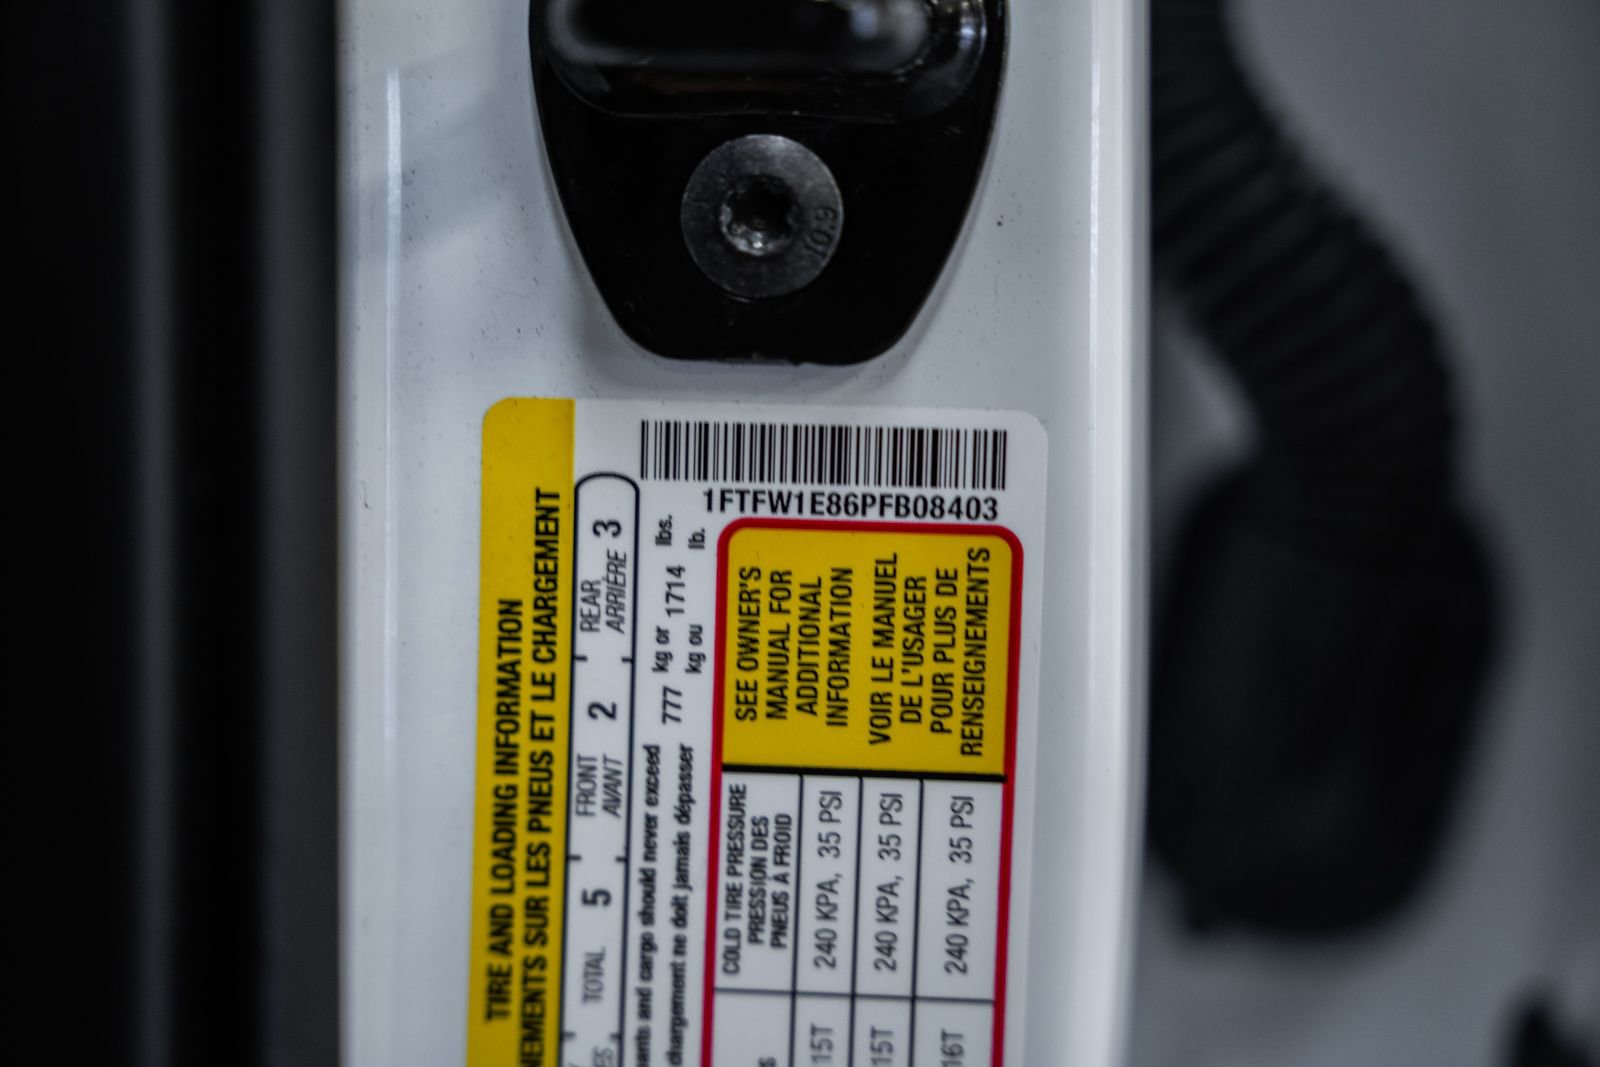 10.9
1FTFW1E86PFB08403
TIRE AND LOADING INFORMATION
SUR LES PNEUS ET LE CHARGEMENT
TOTAL 5 FRONT 2 REAR 3
AVANT ARRIÈRE
and cargo should never exceed 777 kg or 1714 lbs.
chargement ne doit jamais dépasser kg ou lb.
COLD TIRE PRESSURE
PRESSION DES
PNEUS À FROID
SEE OWNER'S
MANUAL FOR
ADDITIONAL
INFORMATION
VOIR LE MANUEL
DE L'USAGER
POUR PLUS DE
RENSEIGNEMENTS
15T 240 KPA, 35 PSI
15T 240 KPA, 35 PSI
16T 240 KPA, 35 PSI